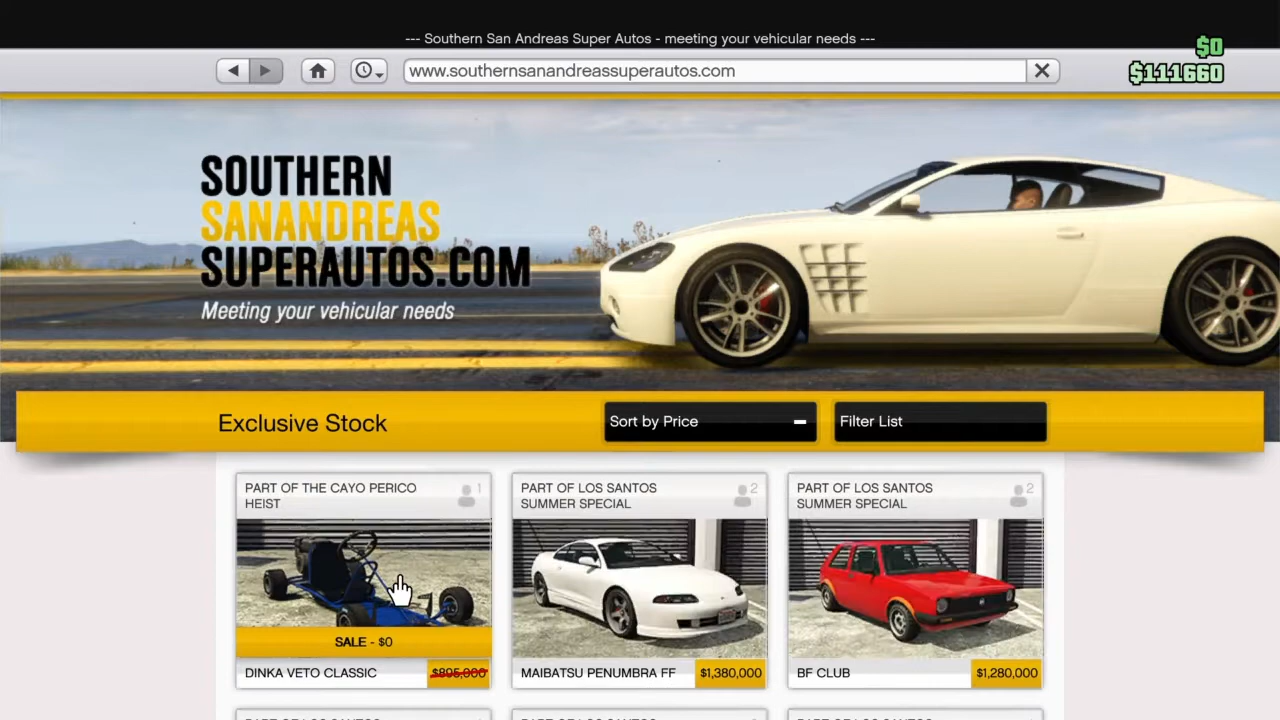 --- Southern San Andreas Super Autos - meeting your vehicular needs ---
$0
www.southernsanandreassuperautos.com
$111660
SOUTHERN
SANANDREAS
SUPERAUTOS.COM
Meeting your vehicular needs
Exclusive Stock
Sort by Price
Filter List
PART OF THE CAYO PERICO
HEIST
1
SALE - $0
DINKA VETO CLASSIC
$895,000
PART OF LOS SANTOS
SUMMER SPECIAL
2
MAIBATSU PENUMBRA FF
$1,380,000
PART OF LOS SANTOS
SUMMER SPECIAL
2
BF CLUB
$1,280,000